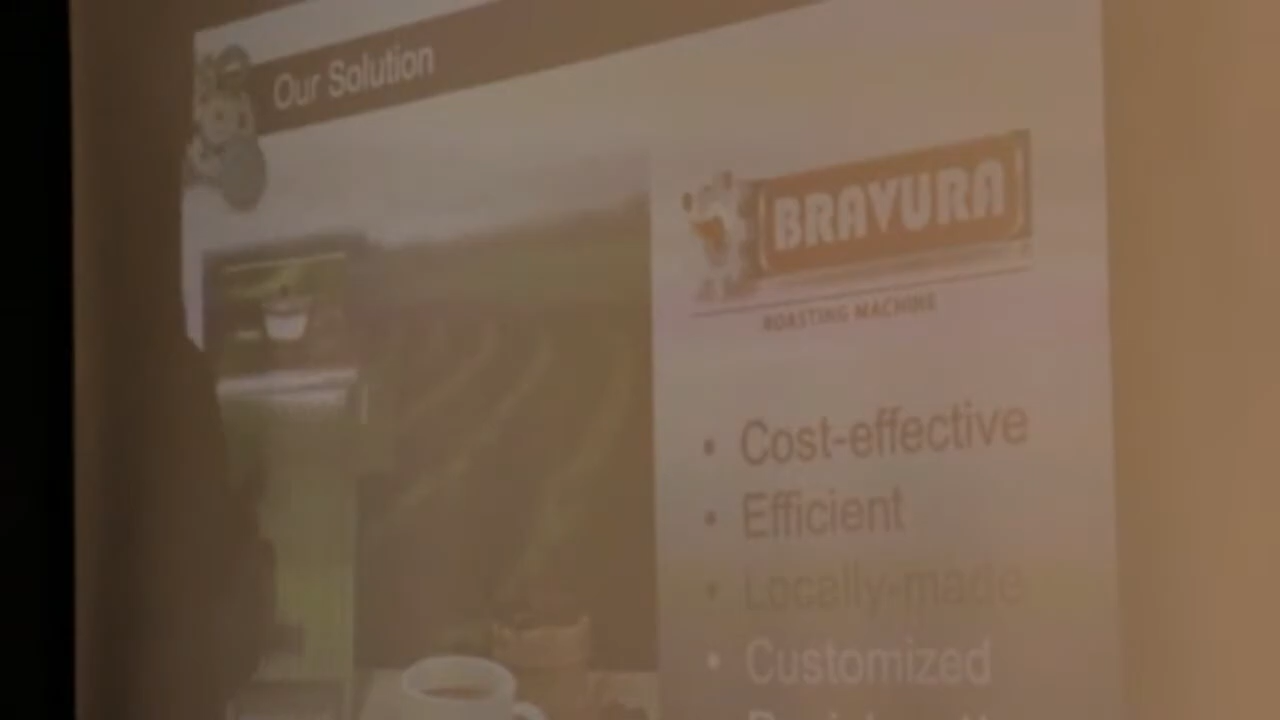 Our Solution
BRAVURA
ROASTING MACHINE
• Cost-effective
• Efficient
• Locally-made
• Customized